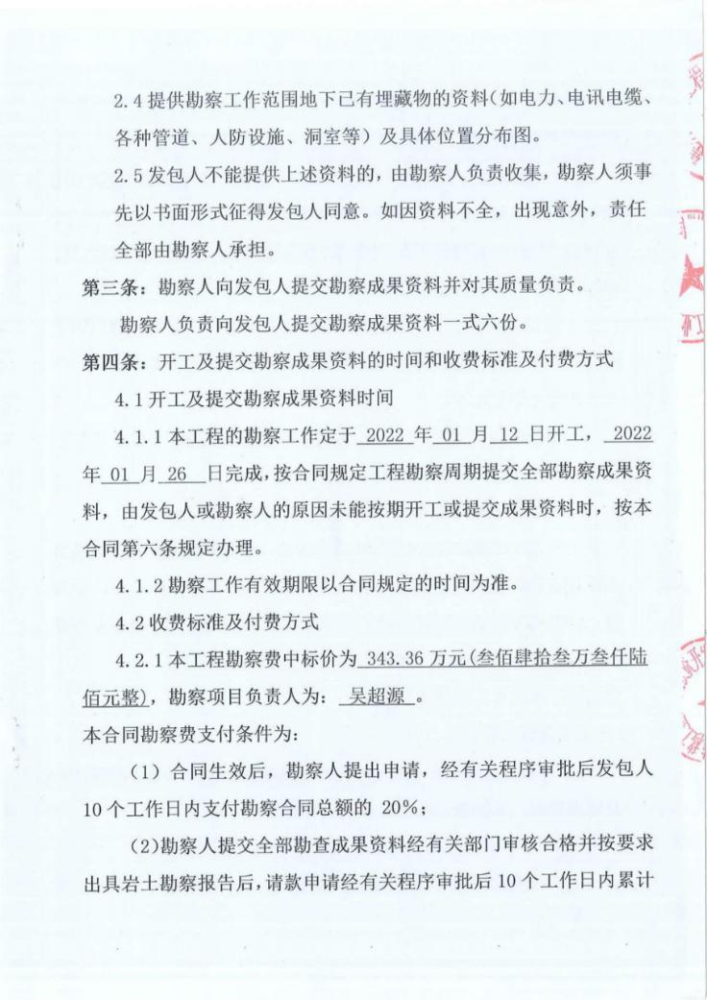 2.4 提供勘察工作范围地下已有埋藏物的资料(如电力、电讯电缆、
各种管道、人防设施、洞室等）及具体位置分布图。
2.5 发包人不能提供上述资料的，由勘察人负责收集，勘察人须事
先以书面形式征得发包人同意。如因资料不全，出现意外，责任
全部由勘察人承担。
第三条：勘察人向发包人提交勘察成果资料并对其质量负责。
勘察人负责向发包人提交勘察成果资料一式六份。
第四条：开工及提交勘察成果资料的时间和收费标准及付费方式
4.1 开工及提交勘察成果资料时间
4.1.1 本工程的勘察工作定于 2022 年 01 月 12 日开工， 2022
年 01 月 26 日完成，按合同规定工程勘察周期提交全部勘察成果资
料，由发包人或勘察人的原因未能按期开工或提交成果资料时，按本
合同第六条规定办理。
4.1.2 勘察工作有效期限以合同规定的时间为准。
4.2 收费标准及付费方式
4.2.1 本工程勘察费中标价为 343.36 万元(叁佰肆拾叁万叁仟陆
佰元整)，勘察项目负责人为： 吴超源 。
本合同勘察费支付条件为：
（1）合同生效后，勘察人提出申请，经有关程序审批后发包人
10 个工作日内支付勘察合同总额的 20%；
（2）勘察人提交全部勘查成果资料经有关部门审核合格并按要求
出具岩土勘察报告后，请款申请经有关程序审批后 10 个工作日内累计